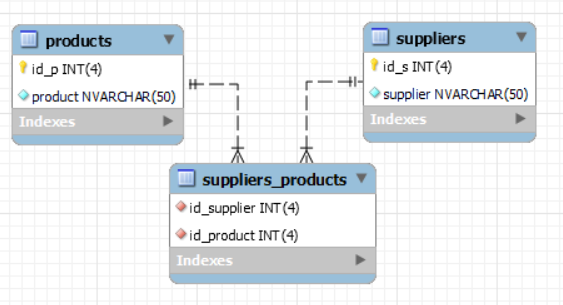 products
id_p INT(4)
product NVARCHAR(50)
Indexes
suppliers
id_s INT(4)
supplier NVARCHAR(50)
Indexes
suppliers_products
id_supplier INT(4)
id_product INT(4)
Indexes